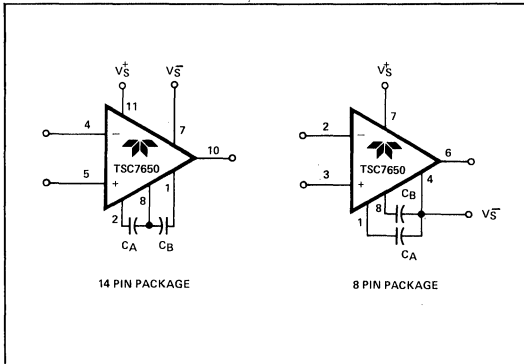 V_S^+
V_S^-
11
7
4
−
TSC7650
10
5
+
8
1
2
C_A
C_B
14 PIN PACKAGE
V_S^+
7
2
−
TSC7650
6
3
+
4
C_B
8
V_S^-
1
C_A
8 PIN PACKAGE